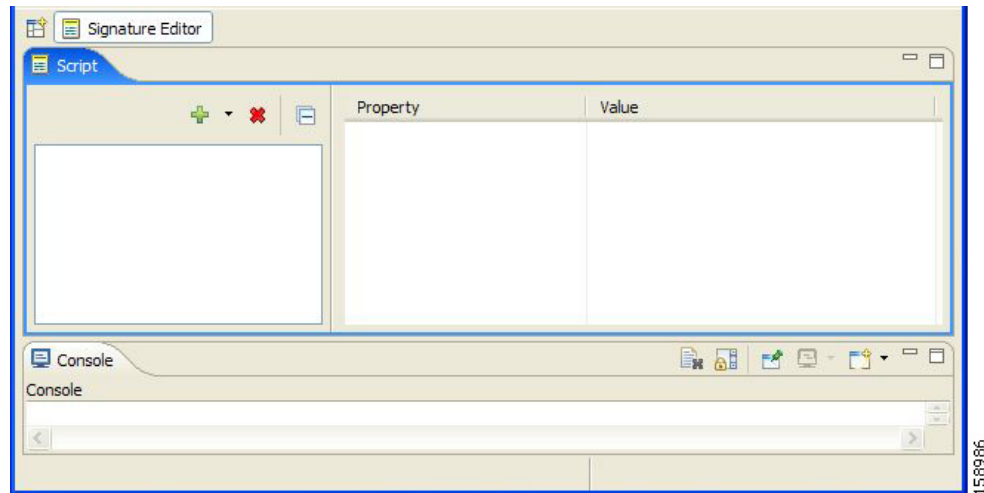 Signature Editor
Script
Property Value
Console
Console
158986